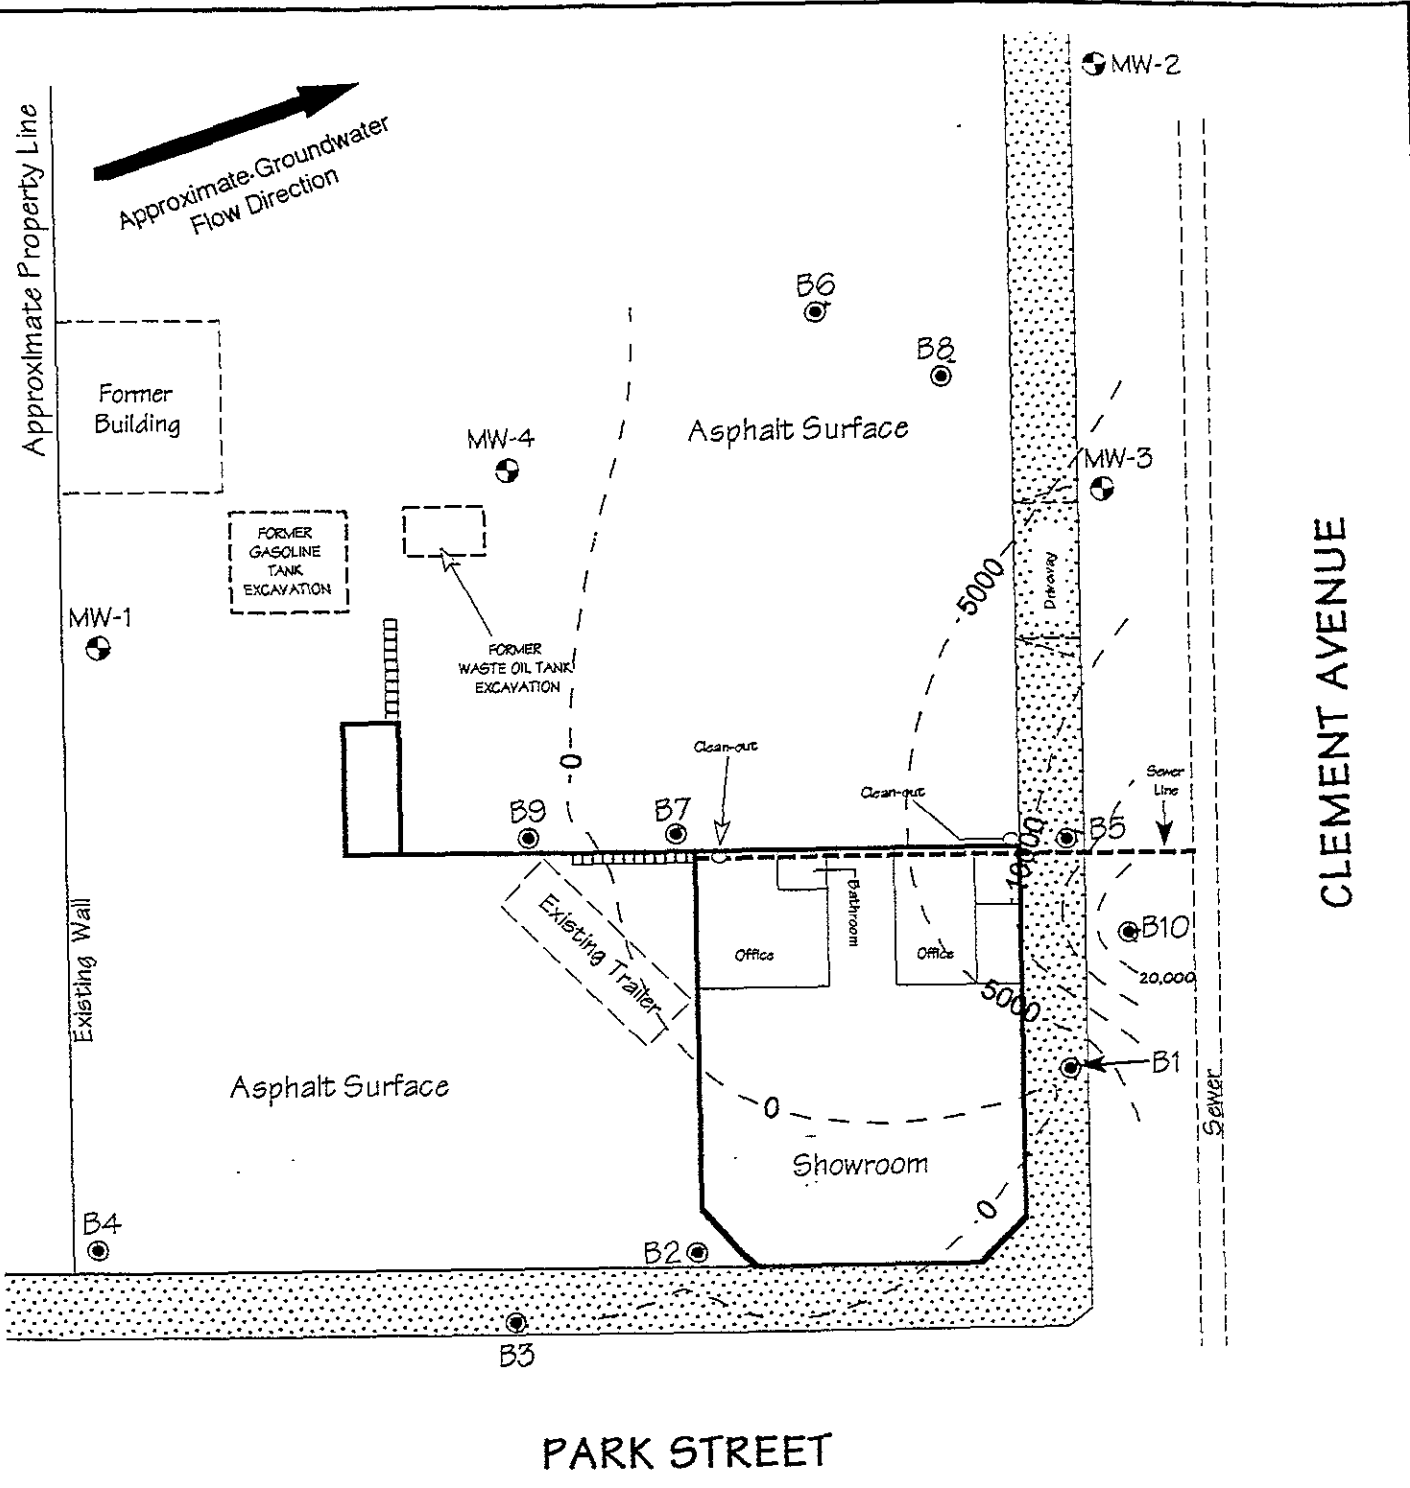 MW-2
Approximate Groundwater
Flow Direction
Approximate Property Line
B6
B8
Former
Building
MW-4
Asphalt Surface
MW-3
FORMER
GASOLINE
TANK
EXCAVATION
5000
Driveway
CLEMENT AVENUE
MW-1
FORMER
WASTE OIL TANK
EXCAVATION
0
Clean-out
Clean-out
Sewer
Line
B9
B7
B5
10000
Existing Wall
Existing Trailer
Office
Bathroom
Office
B10
20,000
5000
B1
Asphalt Surface
0
Sewer
Showroom
0
B4
B2
B3
PARK STREET